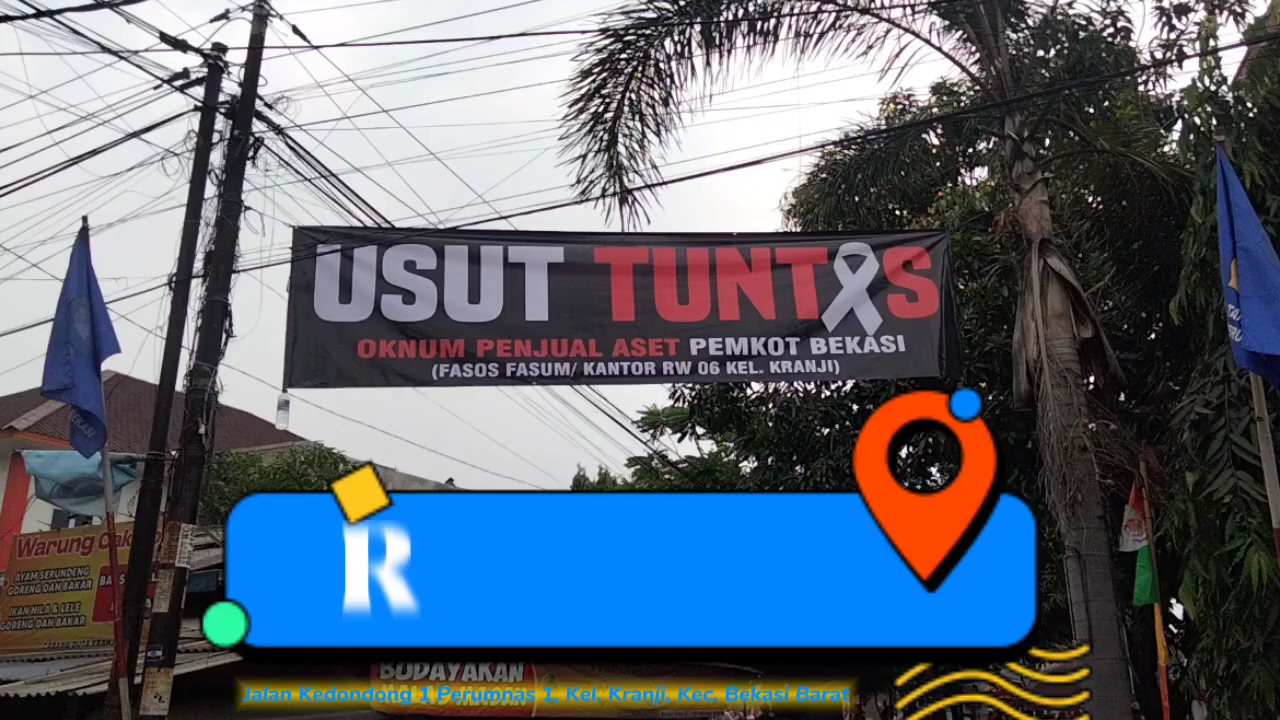 USUT TUNTAS
OKNUM PENJUAL ASET PEMKOT BEKASI
(FASOS FASUM/ KANTOR RW 06 KEL. KRANJI)
BEKASI
Warung
AYAM SERUNDENG
GORENG DAN BAKAR
IKAN NILA & LELE
GORENG DAN BAKAR
R
BUDAYAKAN
Jalan Kedondong 1 Perumnas 1, Kel. Kranji, Kec. Bekasi Barat